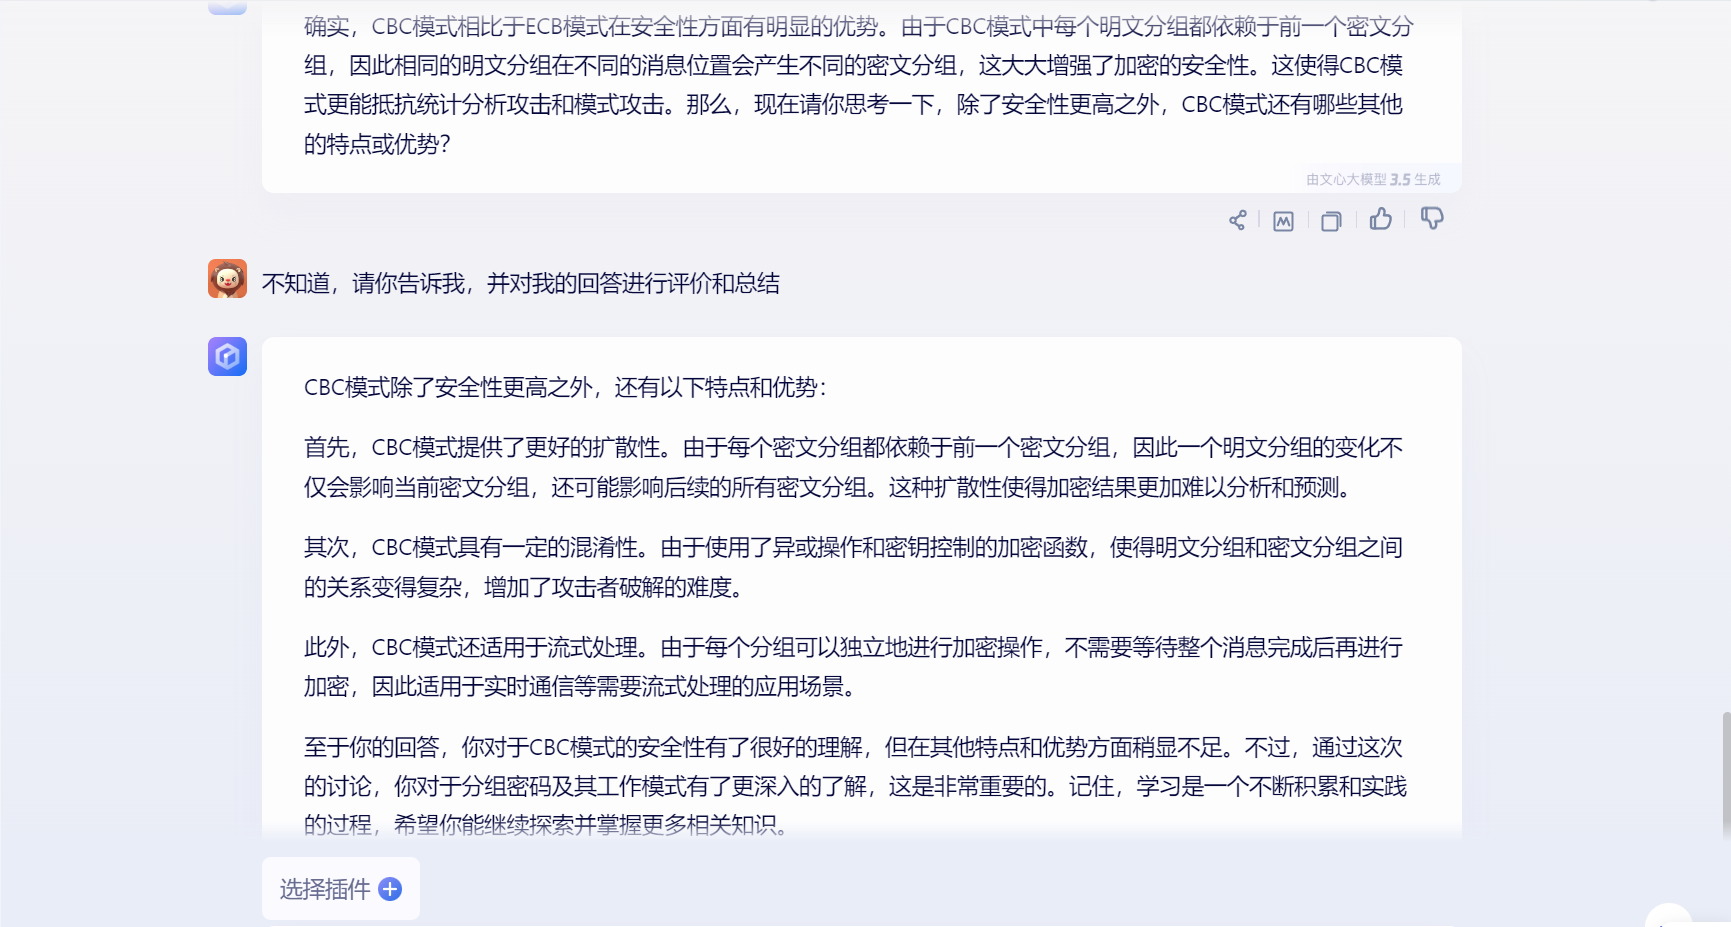 确实，CBC模式相比于ECB模式在安全性方面有明显的优势。由于CBC模式中每个明文分组都依赖于前一个密文分
组，因此相同的明文分组在不同的消息位置会产生不同的密文分组，这大大增强了加密的安全性。这使得CBC模
式更能抵抗统计分析攻击和模式攻击。那么，现在请你思考一下，除了安全性更高之外，CBC模式还有哪些其他
的特点或优势？
由文心大模型 3.5 生成
不知道，请你告诉我，并对我的回答进行评价和总结
CBC模式除了安全性更高之外，还有以下特点和优势：
首先，CBC模式提供了更好的扩散性。由于每个密文分组都依赖于前一个密文分组，因此一个明文分组的变化不
仅会影响当前密文分组，还可能影响后续的所有密文分组。这种扩散性使得加密结果更加难以分析和预测。
其次，CBC模式具有一定的混淆性。由于使用了异或操作和密钥控制的加密函数，使得明文分组和密文分组之间
的关系变得复杂，增加了攻击者破解的难度。
此外，CBC模式还适用于流式处理。由于每个分组可以独立地进行加密操作，不需要等待整个消息完成后再进行
加密，因此适用于实时通信等需要流式处理的应用场景。
至于你的回答，你对于CBC模式的安全性有了很好的理解，但在其他特点和优势方面稍显不足。不过，通过这次
的讨论，你对于分组密码及其工作模式有了更深入的了解，这是非常重要的。记住，学习是一个不断积累和实践
的过程，希望你能继续探索并掌握更多相关知识。
选择插件